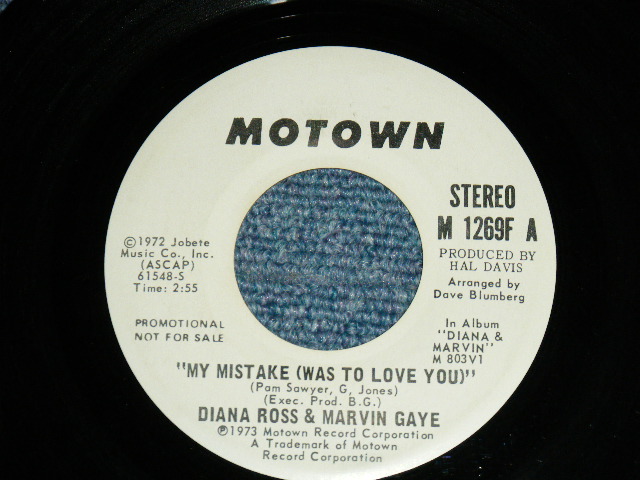 MOTOWN
STEREO
M 1269F A
PRODUCED BY
HAL DAVIS
Arranged by
Dave Blumberg
In Album
"DIANA &
MARVIN"
M 803V1
©1972 Jobete
Music Co., Inc.
(ASCAP)
61548-S
Time: 2:55
PROMOTIONAL
NOT FOR SALE
"MY MISTAKE (WAS TO LOVE YOU)"
(Pam Sawyer, G. Jones)
(Exec. Prod. B.G.)
DIANA ROSS & MARVIN GAYE
℗1973 Motown Record Corporation
A Trademark of Motown
Record Corporation